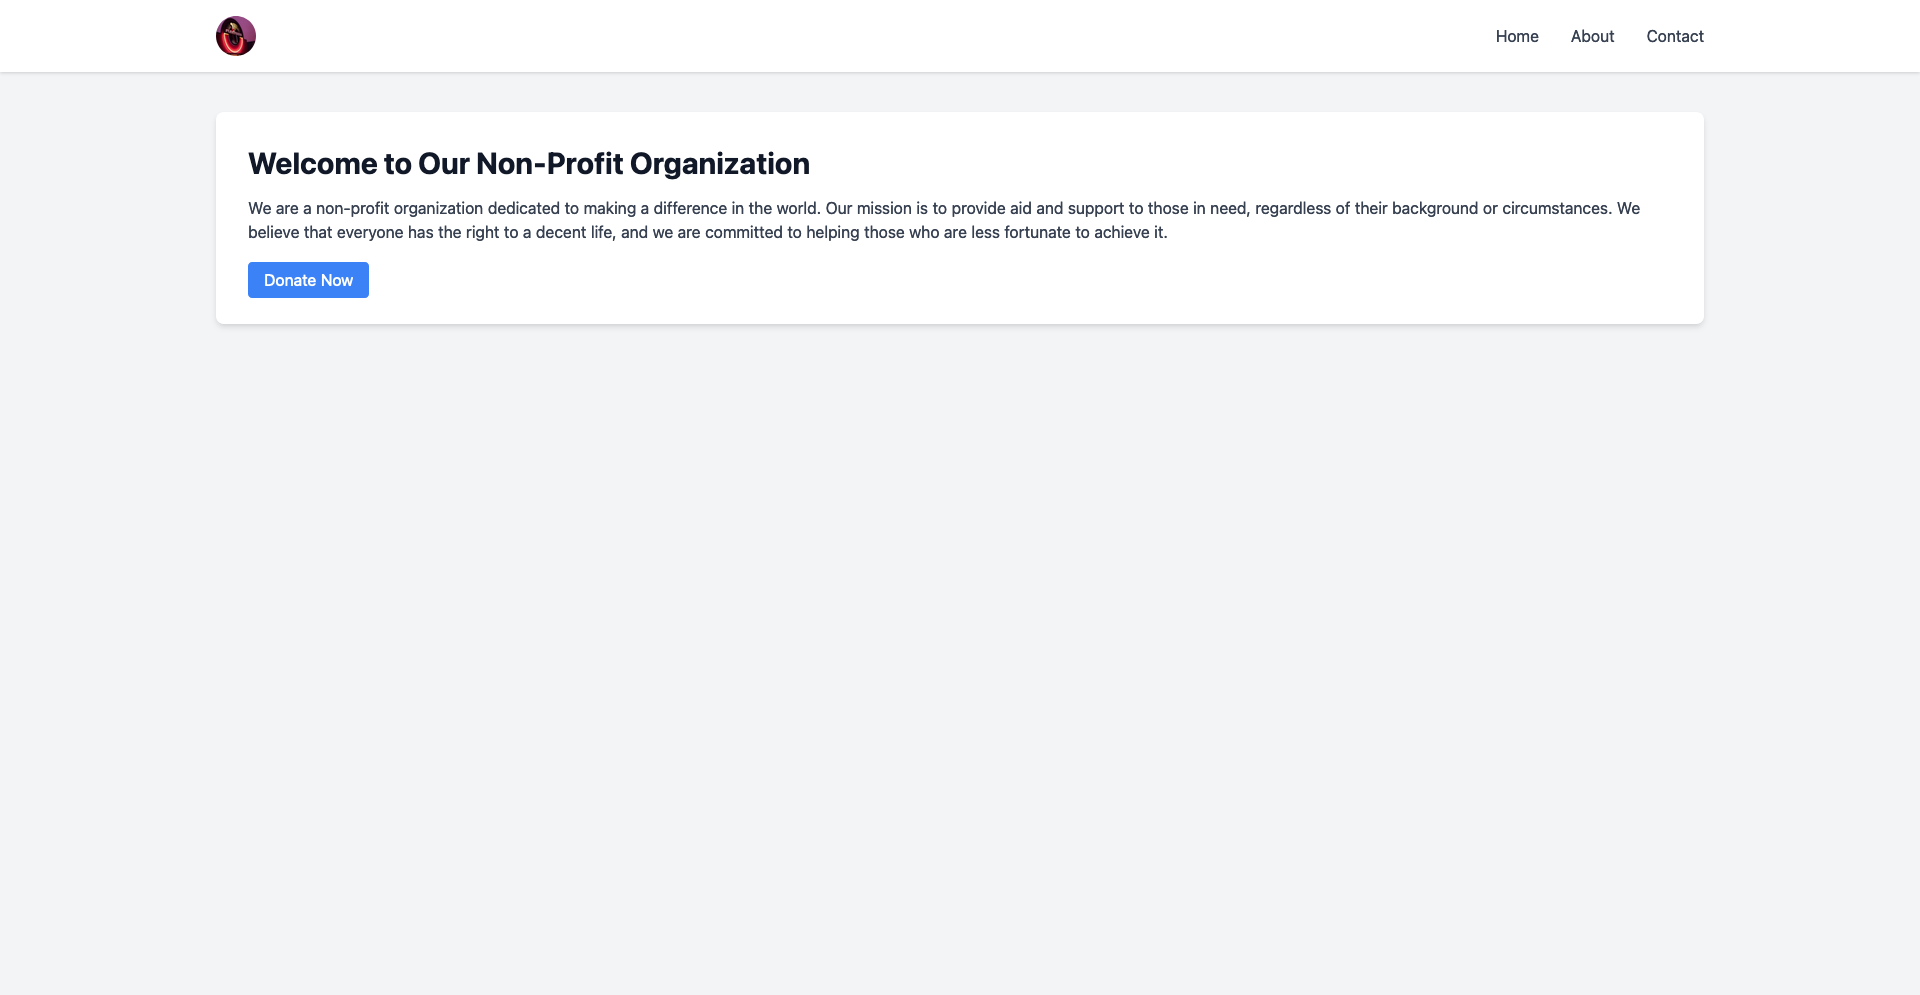 Home
About
Contact
Welcome to Our Non-Profit Organization
We are a non-profit organization dedicated to making a difference in the world. Our mission is to provide aid and support to those in need, regardless of their background or circumstances. We
believe that everyone has the right to a decent life, and we are committed to helping those who are less fortunate to achieve it.
Donate Now